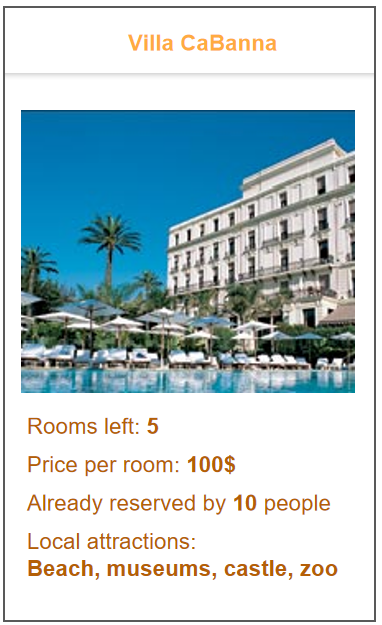 Villa CaBanna
Rooms left: 5
Price per room: 100$
Already reserved by 10 people
Local attractions:
Beach, museums, castle, zoo